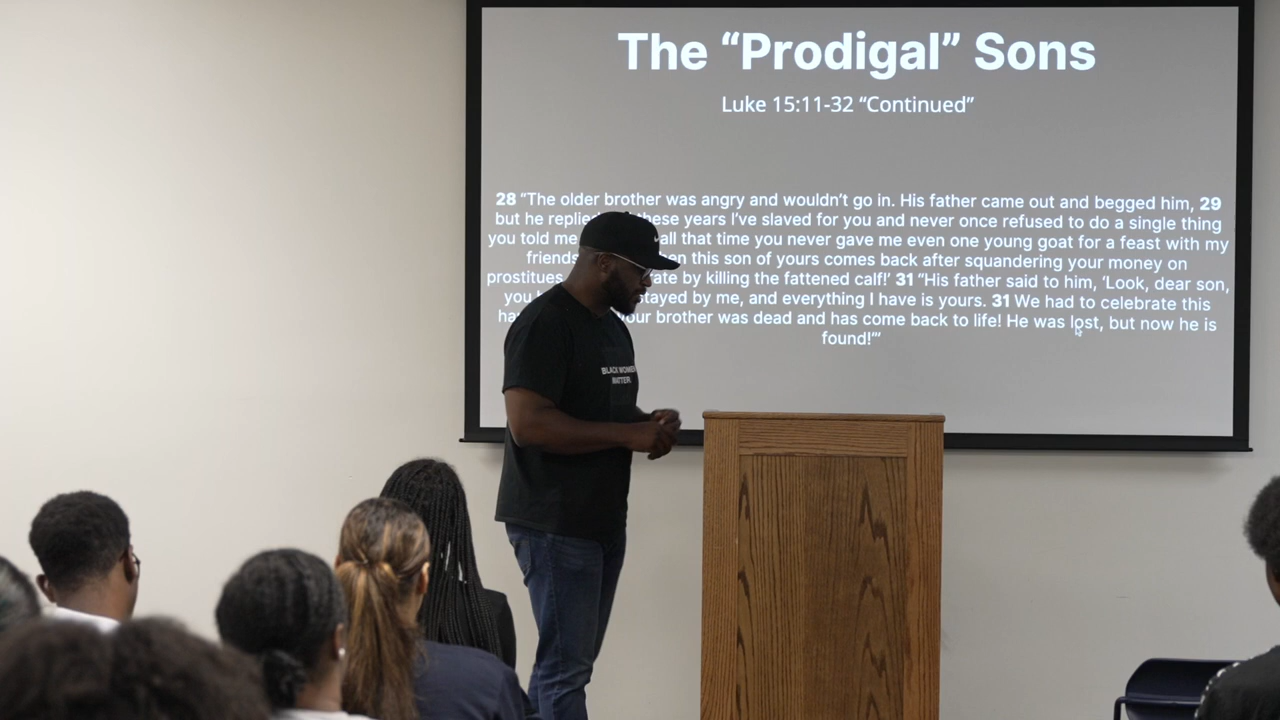 The “Prodigal” Sons
Luke 15:11-32 “Continued”
28 “The older brother was angry and wouldn’t go in. His father came out and begged him, 29
but he replied these years I’ve slaved for you and never once refused to do a single thing
you told me all that time you never gave me even one young goat for a feast with my
friends this son of yours comes back after squandering your money on
prostitutes by killing the fattened calf!’ 31 “His father said to him, ‘Look, dear son,
you stayed by me, and everything I have is yours. 31 We had to celebrate this
your brother was dead and has come back to life! He was lost, but now he is
found!”’
BLACK WOMEN
MATTER.